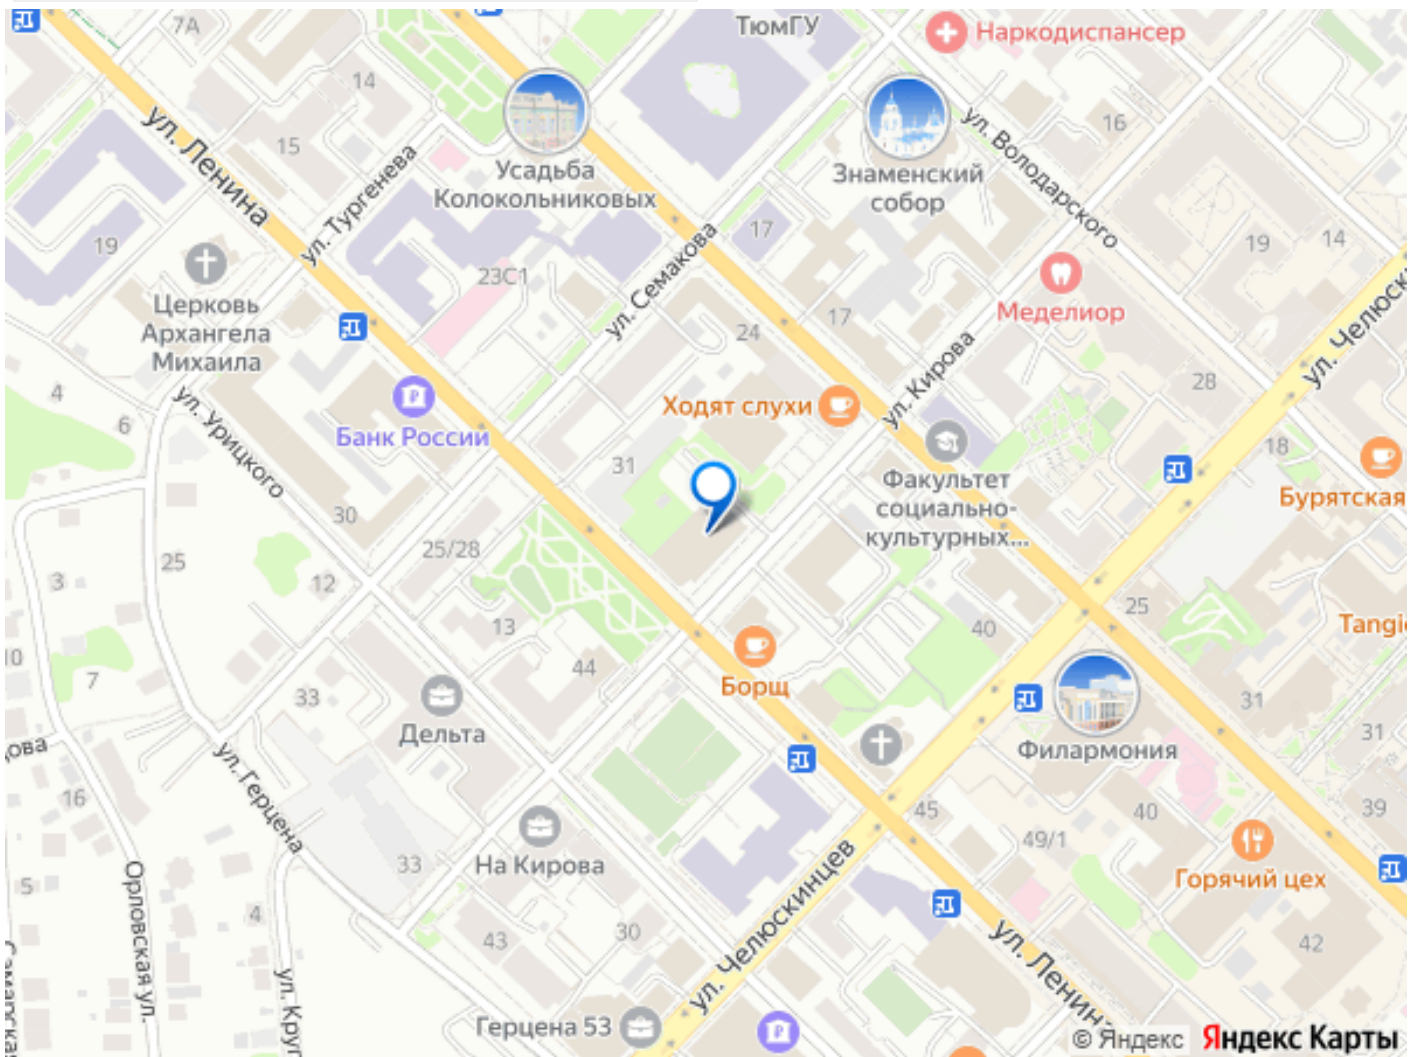 7А
ТюмГУ
Наркодиспансер
14
16
ул. Ленина
15
ул. Тургенева
Усадьба
Колокольниковых
Знаменский
собор
ул. Володарского
19
17
19
14
Церковь
Архангела
Михаила
23С1
ул. Семакова
24
17
Меделиор
ул. Кирова
4
6
ул. Урицкого
Банк России
Ходят слухи
28
18
31
Факультет
социально-
культурных...
Бурятская
30
25/28
25
3
12
13
40
25
Tangi
10
7
33
44
Борщ
31
Дельта
Филармония
31
16
ул. Герцена
45
40
39
49/1
33
На Кирова
Горячий цех
5
Орловская ул.
4
43
30
ул. Челюскинцев
ул. Ленина
42
Герцена 53
© Яндекс Яндекс Карты